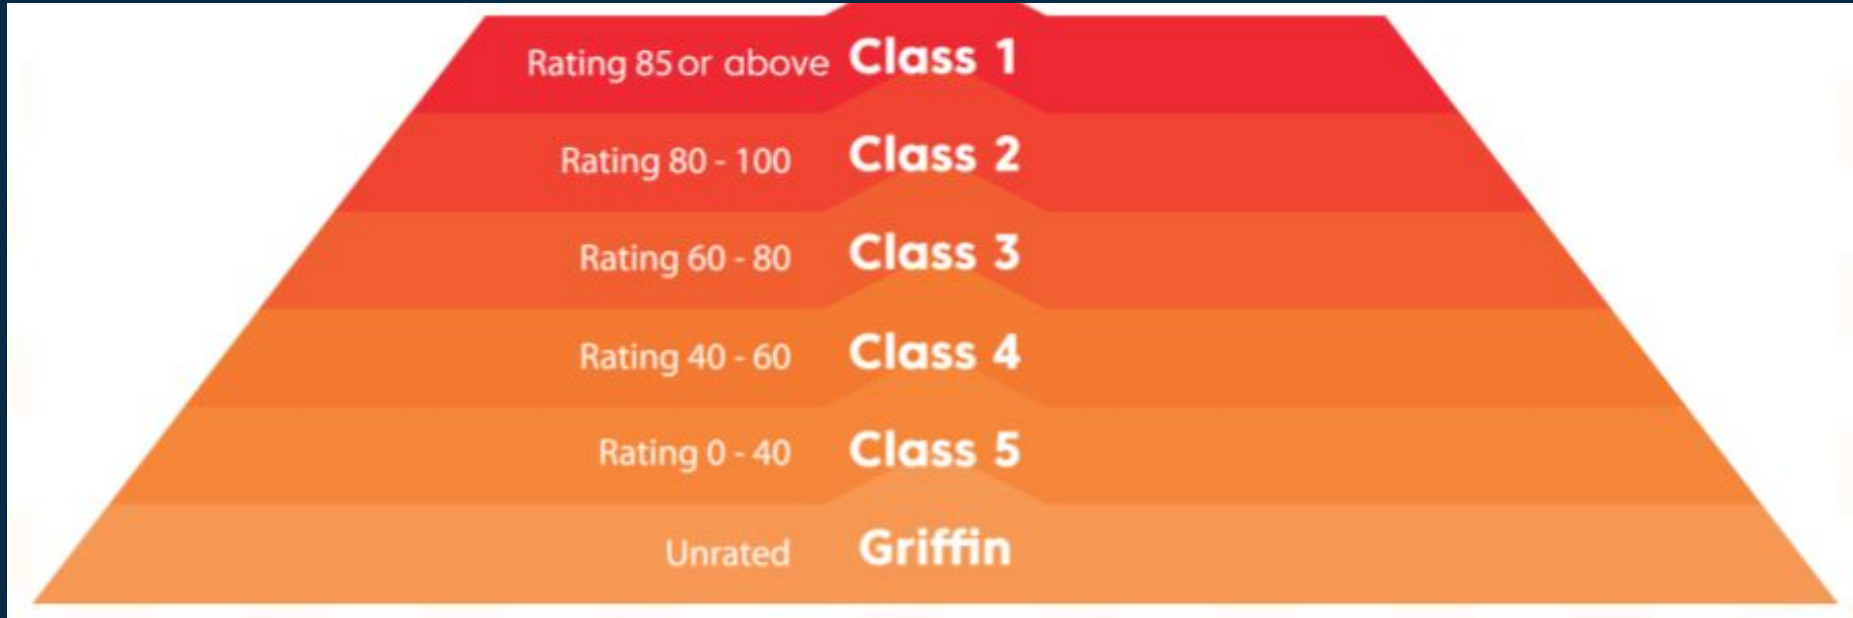 Rating 85 or above Class 1
Rating 80 - 100 Class 2
Rating 60 - 80 Class 3
Rating 40 - 60 Class 4
Rating 0 - 40 Class 5
Unrated Griffin